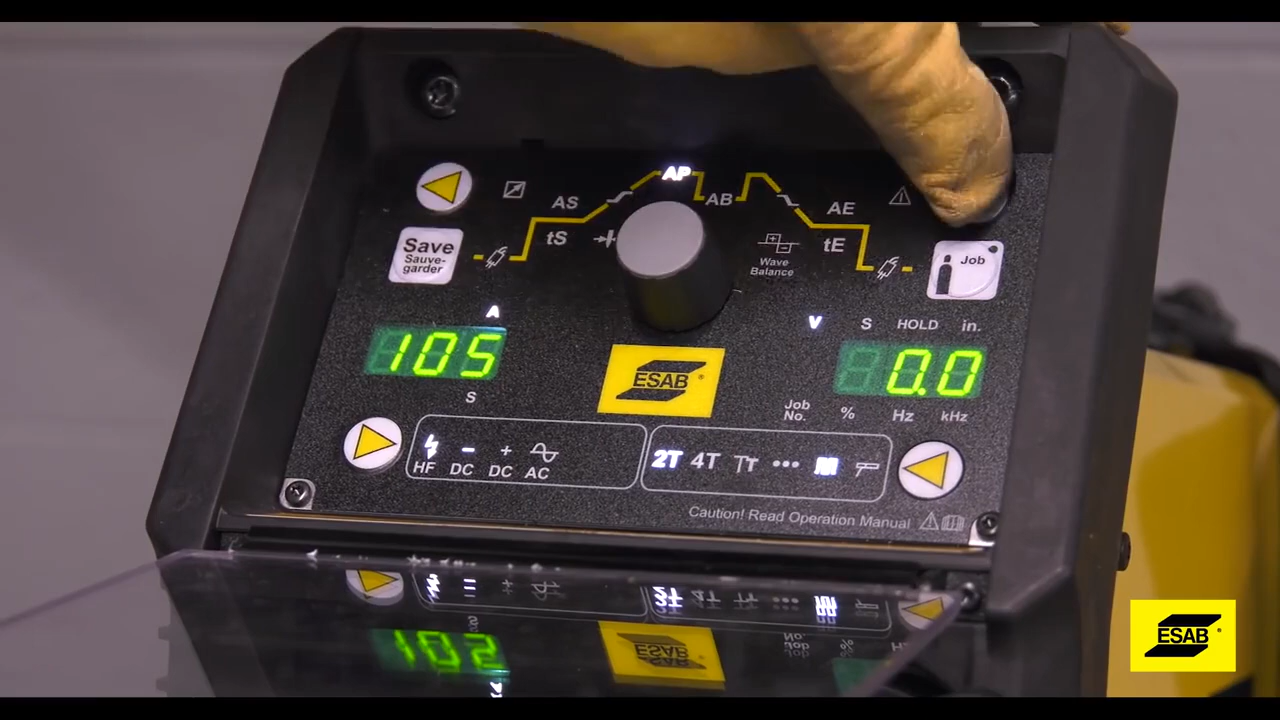 AP
AS
AB
AE
tS
tE
Save
Sauve-
garder
Wave
Balance
Job
A
V S HOLD in.
105
ESAB
0.0
S
Job
No.
% Hz kHz
HF
DC
DC
AC
2T 4T
Caution! Read Operation Manual
ESAB